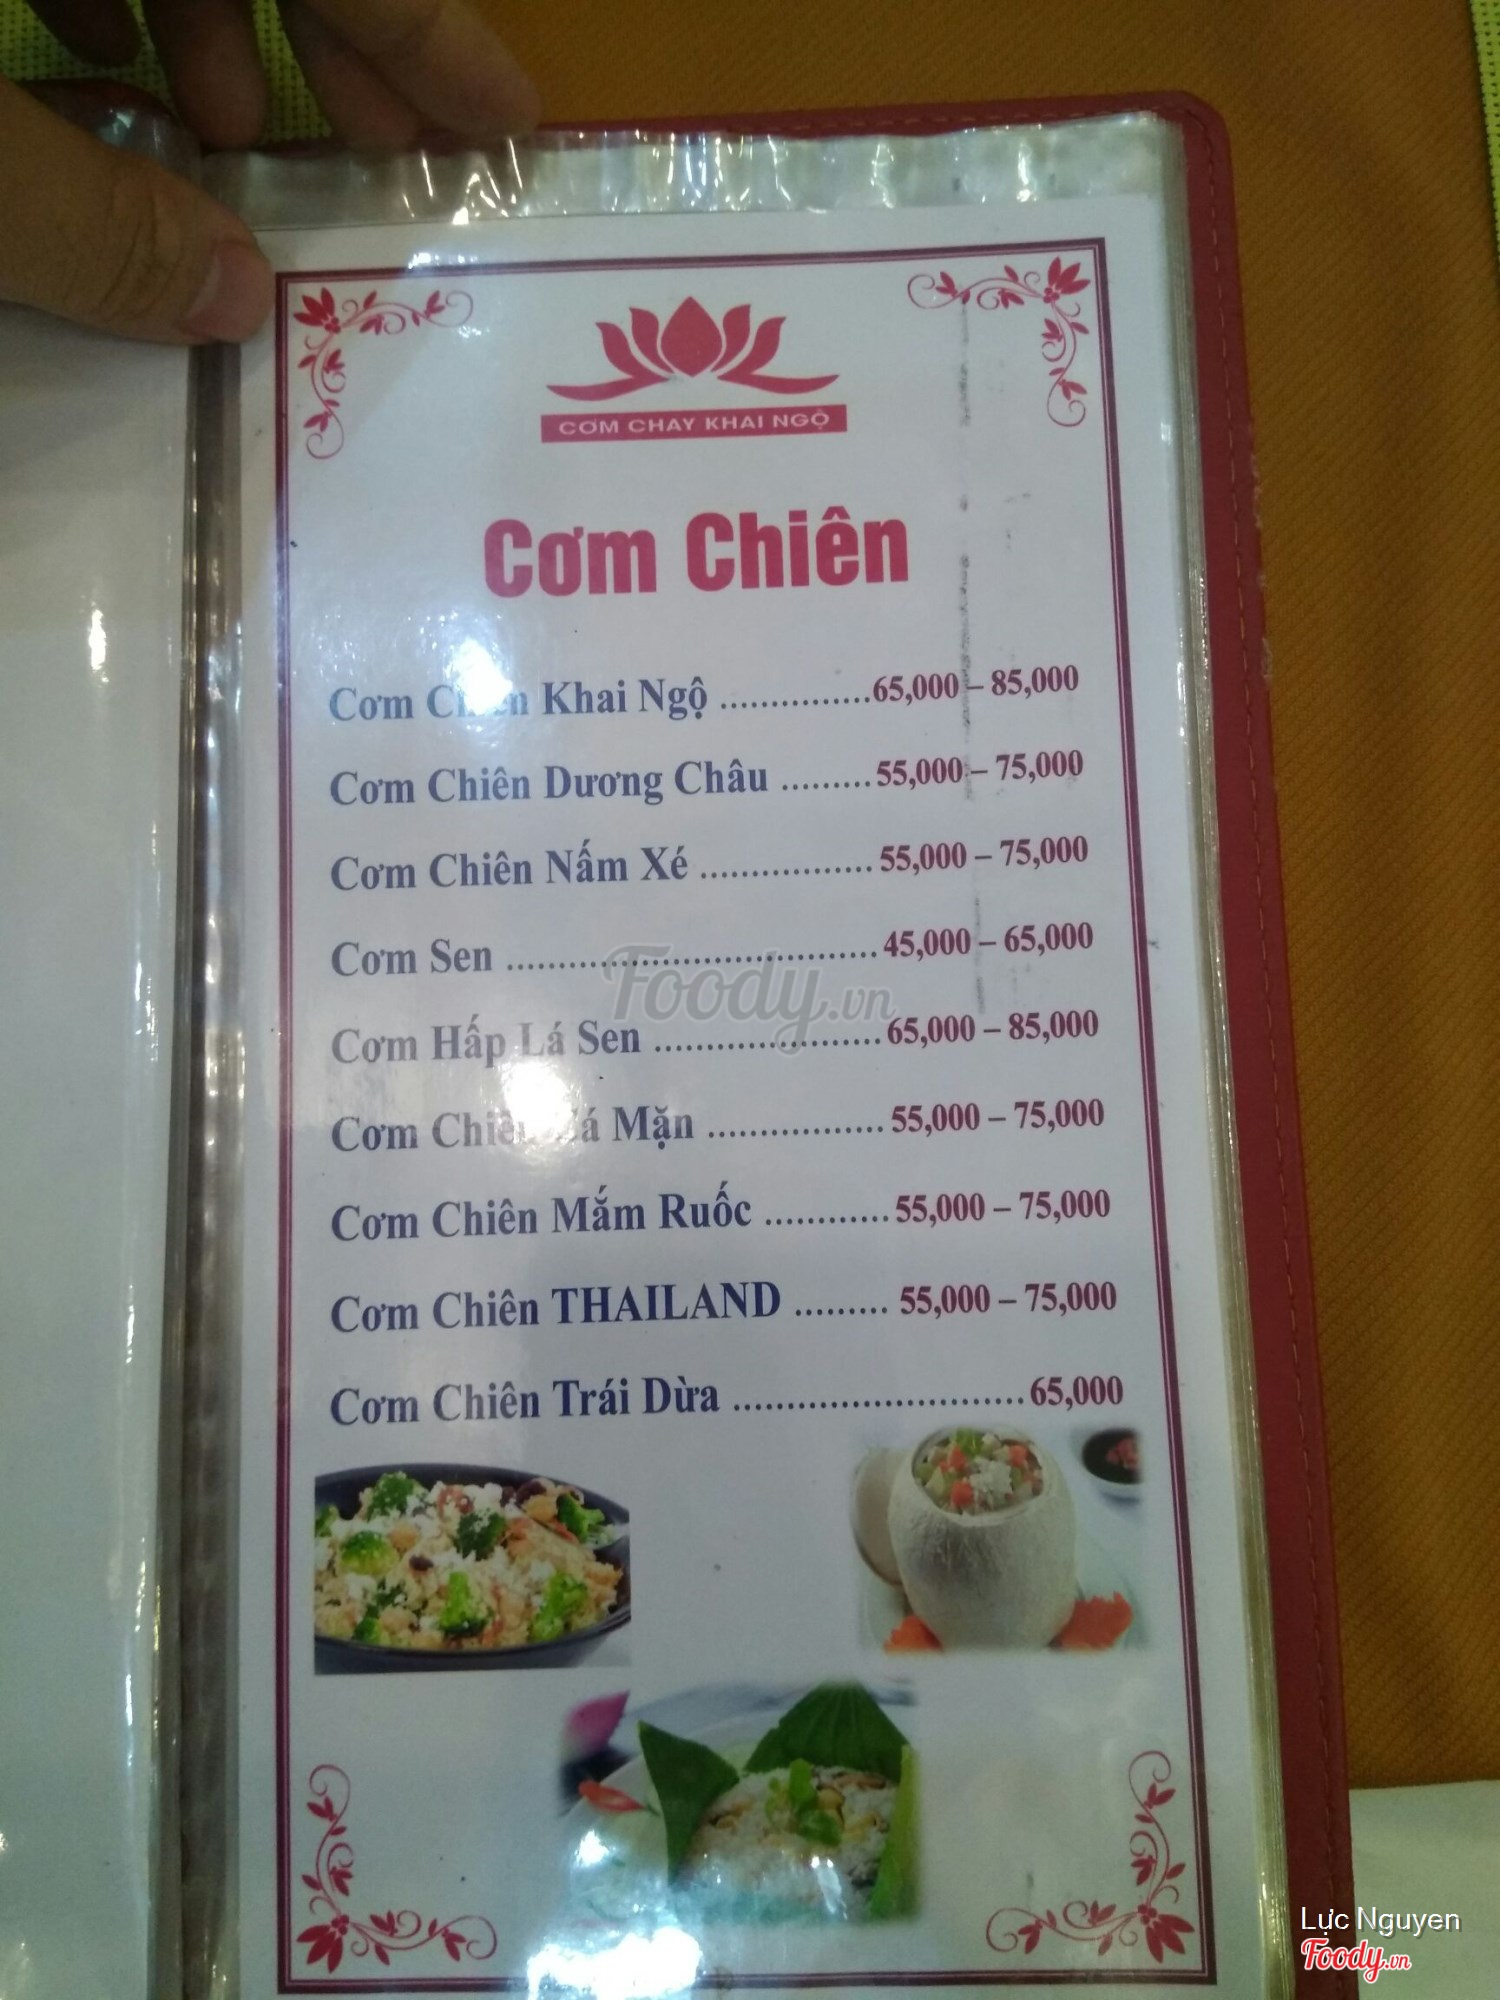 CƠM CHAY KHAI NGỘ
Cơm Chiên
Cơm Khai Ngộ ...............65,000 – 85,000
Cơm Chiên Dương Châu .........55,000 – 75,000
Cơm Chiên Nấm Xé ................. 55,000 – 75,000
Cơm Sen ....................................45,000 – 65,000
Cơm Hấp Lá Sen ......................65,000 – 85,000
Cơm Mặn ................. 55,000 – 75,000
Cơm Chiên Mắm Ruốc ............55,000 – 75,000
Cơm Chiên THAILAND ......... 55,000 – 75,000
Cơm Chiên Trái Dừa ............................65,000
Foody.vn
Lực Nguyen
Foody.vn